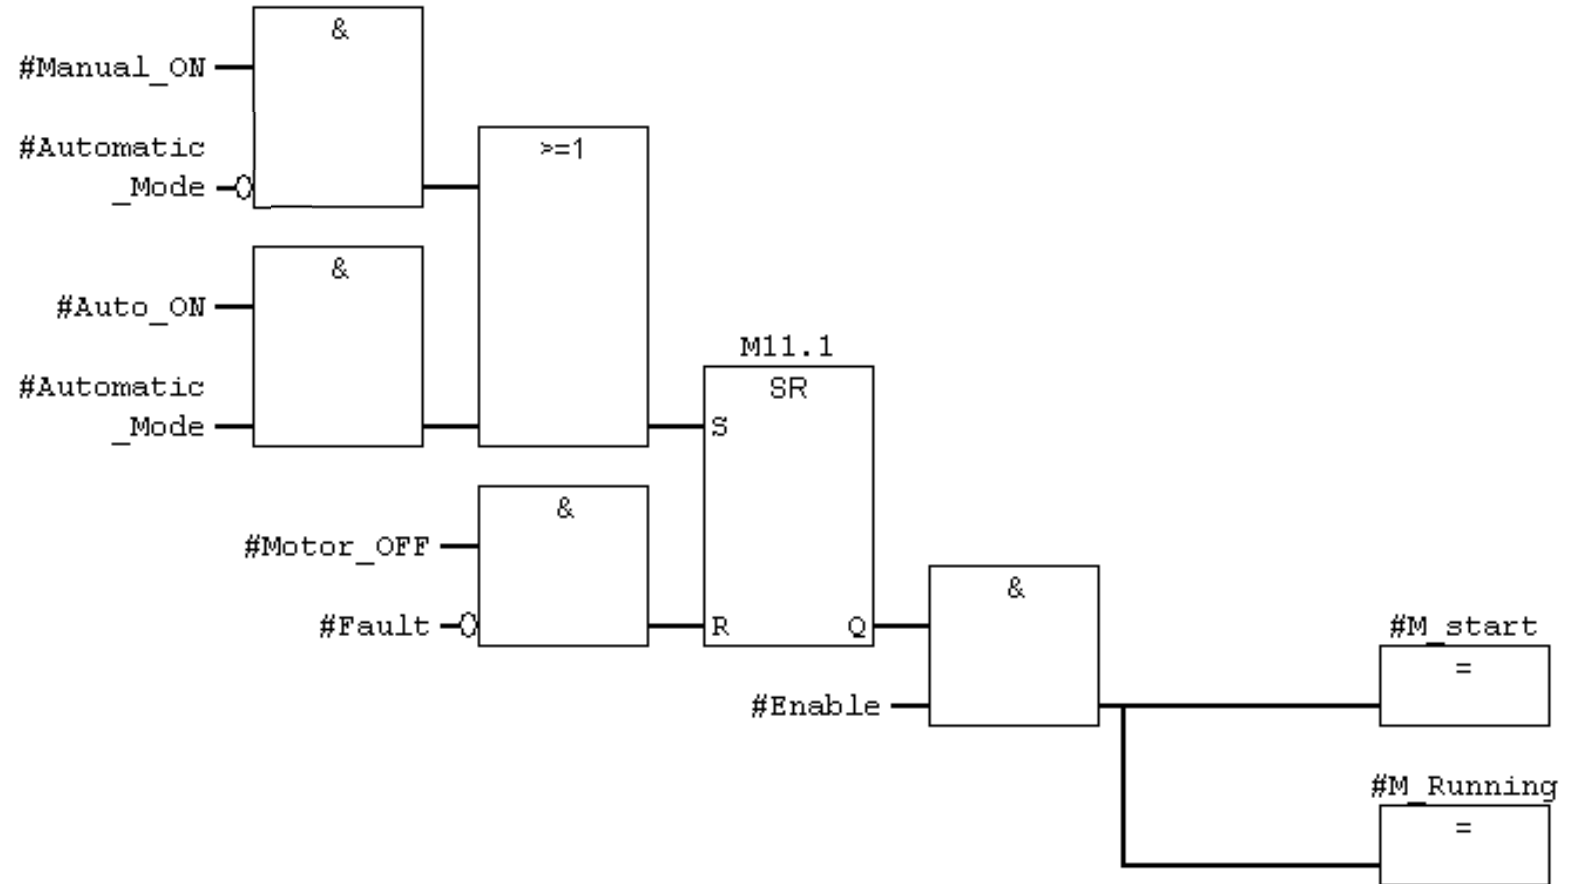 &
#Manual_ON
#Automatic
_Mode
>=1
&
#Auto_ON
#Automatic
_Mode
M11.1
SR
S
&
#Motor_OFF
#Fault
R
Q
&
#Enable
#M_start
=
#M_Running
=